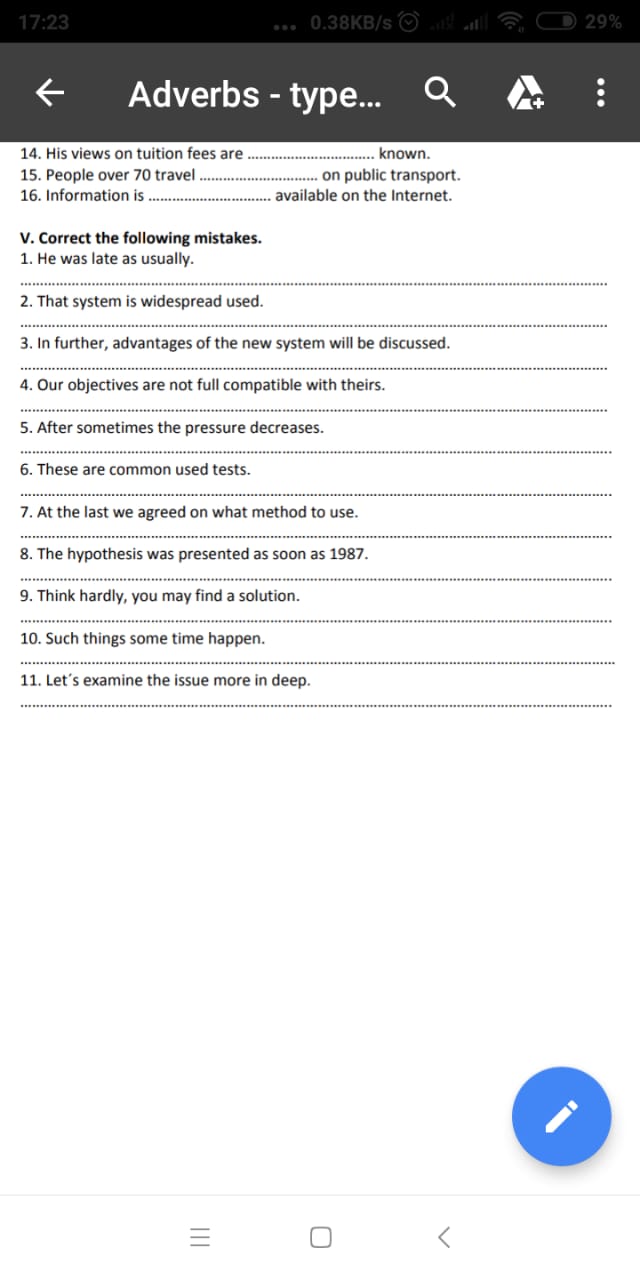 17:23 ... 0.38KB/s 29%
Adverbs - type...
14. His views on tuition fees are ................................ known.
15. People over 70 travel .............................. on public transport.
16. Information is ............................... available on the Internet.
V. Correct the following mistakes.
1. He was late as usually.
2. That system is widespread used.
3. In further, advantages of the new system will be discussed.
4. Our objectives are not full compatible with theirs.
5. After sometimes the pressure decreases.
6. These are common used tests.
7. At the last we agreed on what method to use.
8. The hypothesis was presented as soon as 1987.
9. Think hardly, you may find a solution.
10. Such things some time happen.
11. Let´s examine the issue more in deep.